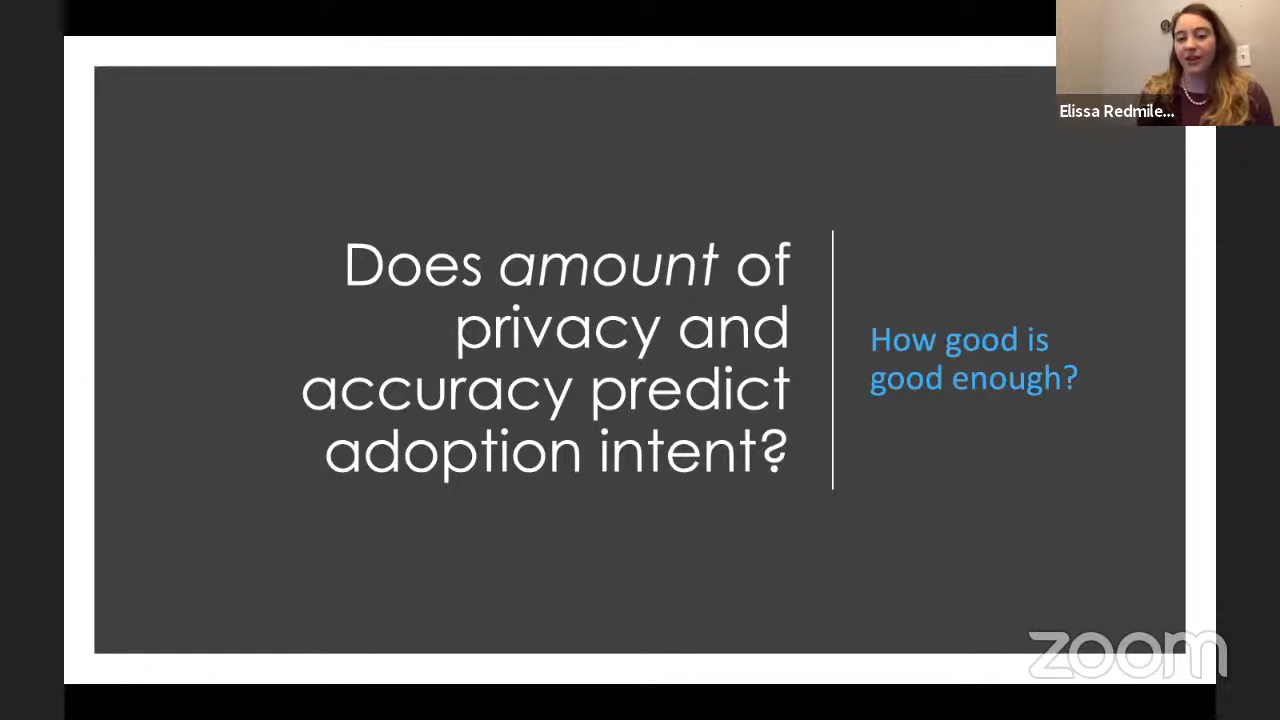 Elissa Redmile...
Does amount of
privacy and
accuracy predict
adoption intent?
How good is
good enough?
zoom